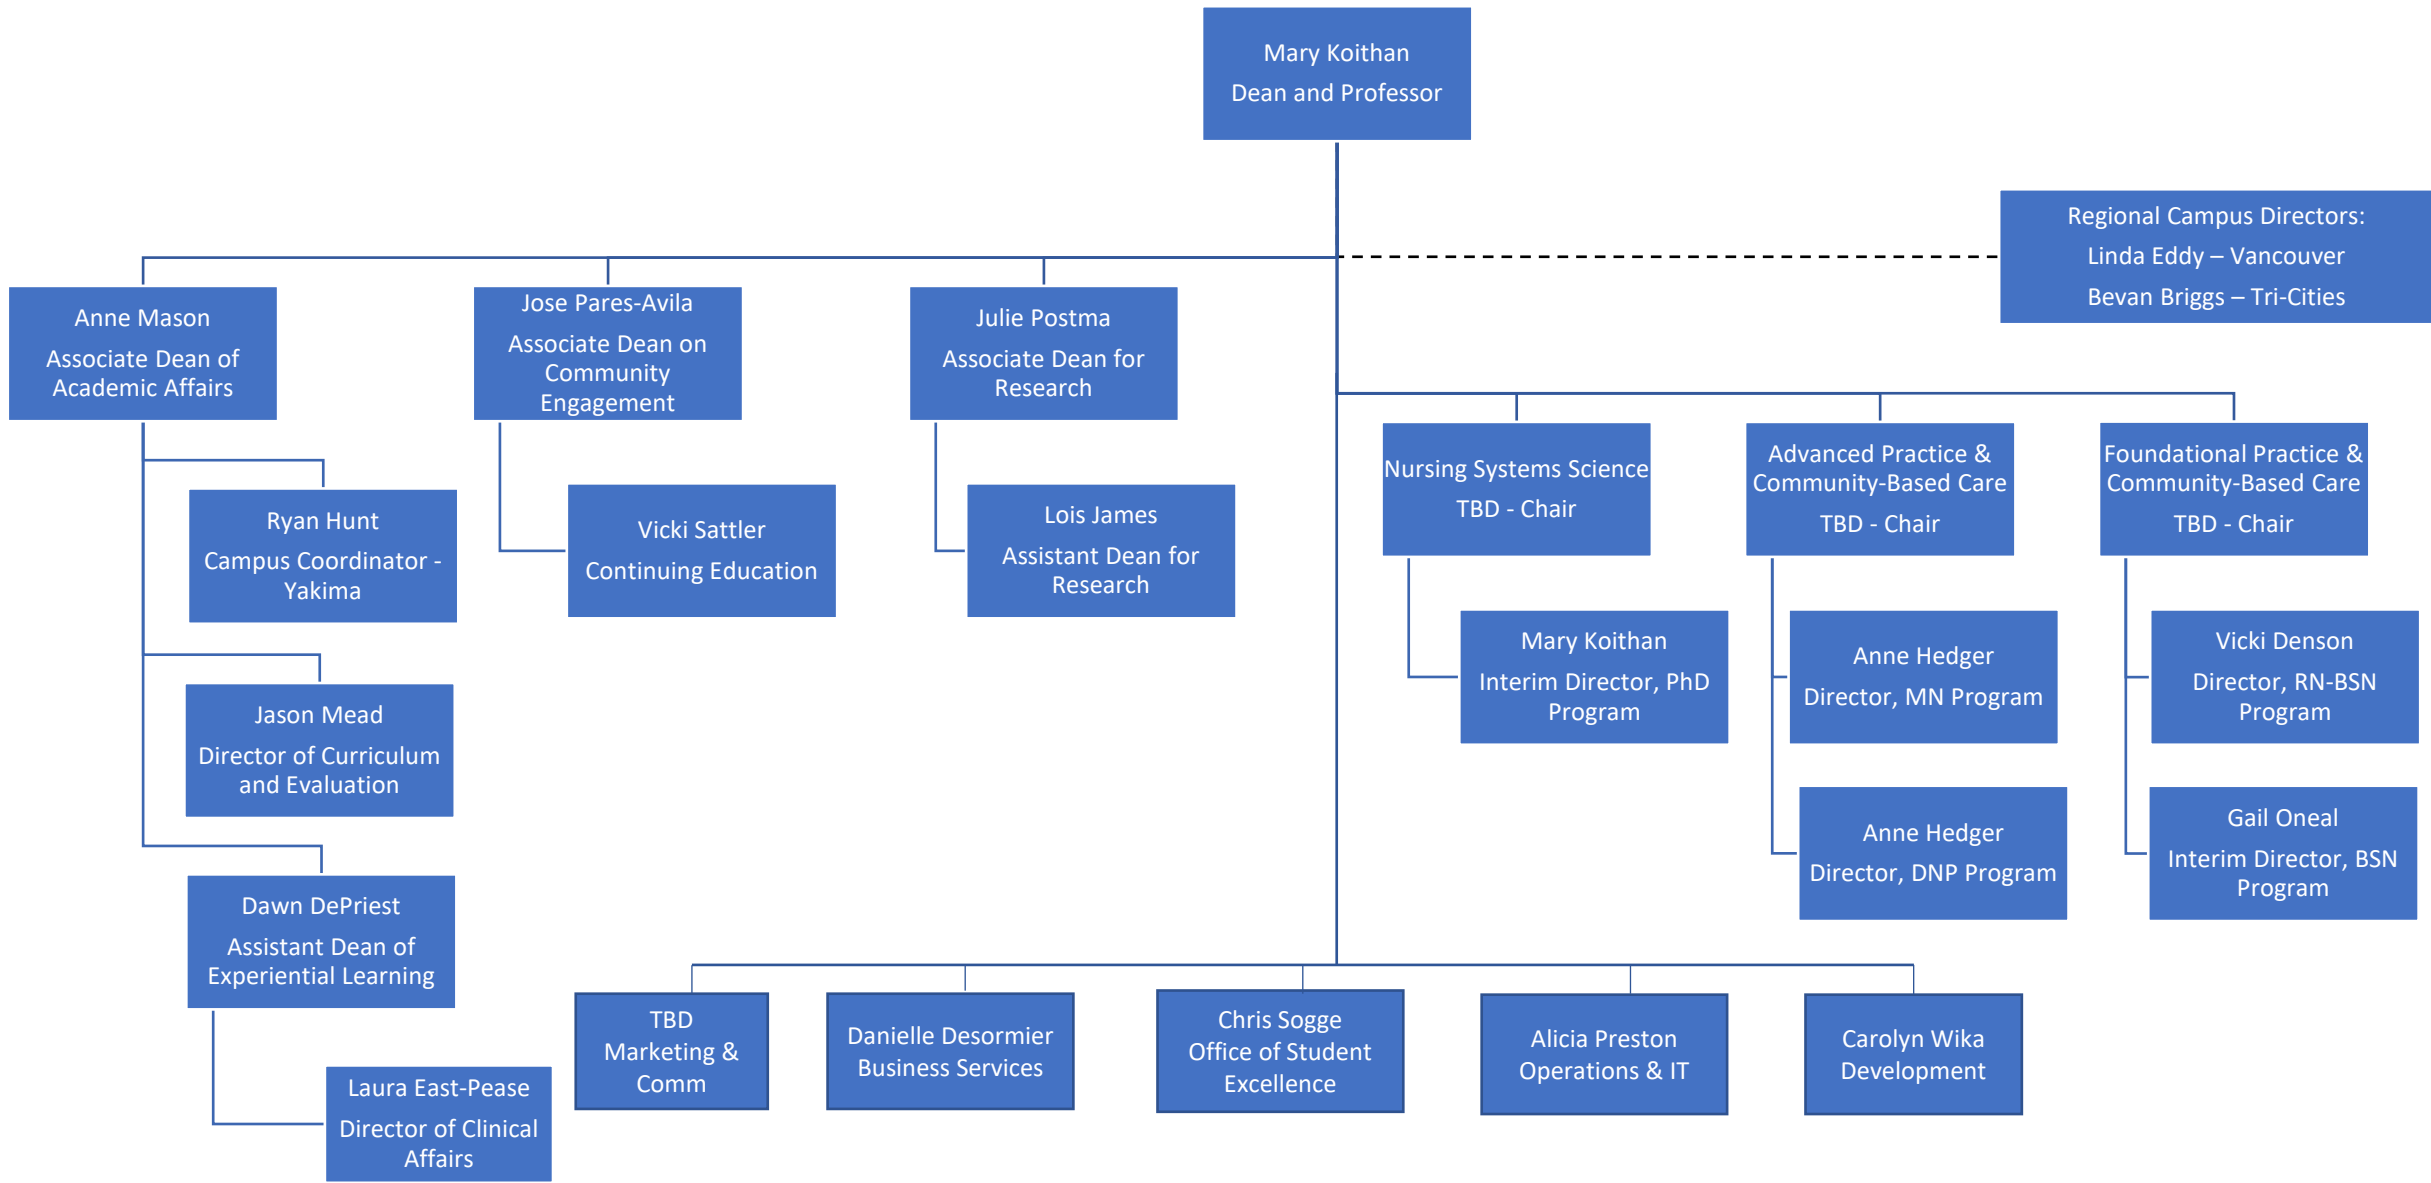 Mary Koithan
Dean and Professor
Regional Campus Directors:
Linda Eddy – Vancouver
Bevan Briggs – Tri-Cities
Anne Mason
Associate Dean of
Academic Affairs
Jose Pares-Avila
Associate Dean on
Community
Engagement
Julie Postma
Associate Dean for
Research
Nursing Systems Science
TBD - Chair
Advanced Practice &
Community-Based Care
TBD - Chair
Foundational Practice &
Community-Based Care
TBD - Chair
Ryan Hunt
Campus Coordinator -
Yakima
Vicki Sattler
Continuing Education
Lois James
Assistant Dean for
Research
Mary Koithan
Interim Director, PhD
Program
Anne Hedger
Director, MN Program
Vicki Denson
Director, RN-BSN
Program
Jason Mead
Director of Curriculum
and Evaluation
Anne Hedger
Director, DNP Program
Gail Oneal
Interim Director, BSN
Program
Dawn DePriest
Assistant Dean of
Experiential Learning
TBD
Marketing &
Comm
Danielle Desormier
Business Services
Chris Sogge
Office of Student
Excellence
Alicia Preston
Operations & IT
Carolyn Wika
Development
Laura East-Pease
Director of Clinical
Affairs